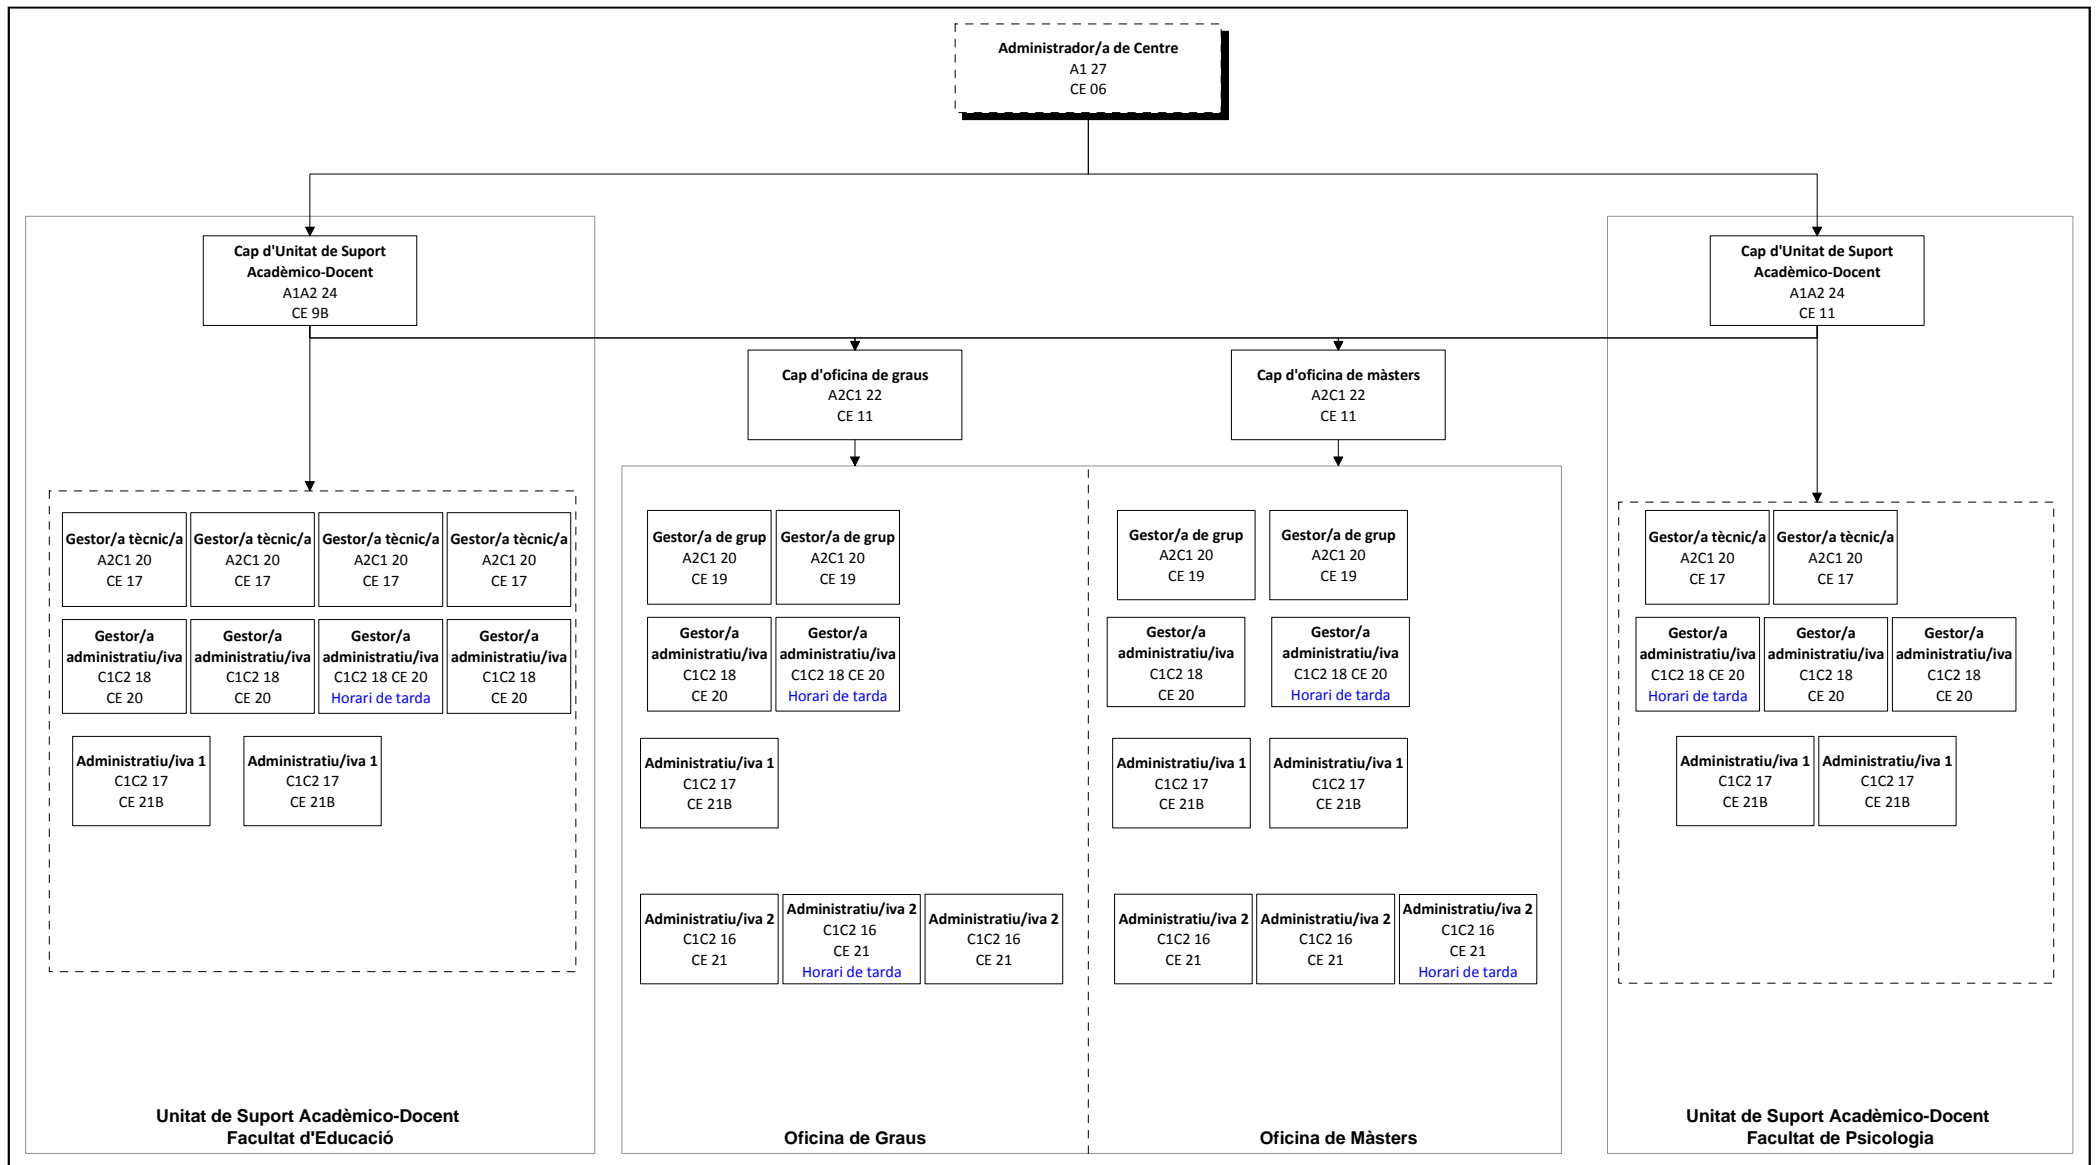 Administrador/a de Centre
A1 27
CE 06
Cap d'Unitat de Suport
Acadèmico-Docent
A1A2 24
CE 9B
Cap d'Unitat de Suport
Acadèmico-Docent
A1A2 24
CE 11
Cap d'oficina de graus
A2C1 22
CE 11
Cap d'oficina de màsters
A2C1 22
CE 11
Gestor/a tècnic/a
A2C1 20
CE 17
Gestor/a tècnic/a
A2C1 20
CE 17
Gestor/a tècnic/a
A2C1 20
CE 17
Gestor/a tècnic/a
A2C1 20
CE 17
Gestor/a
administratiu/iva
C1C2 18
CE 20
Gestor/a
administratiu/iva
C1C2 18
CE 20
Gestor/a
administratiu/iva
C1C2 18 CE 20
Horari de tarda
Gestor/a
administratiu/iva
C1C2 18
CE 20
Administratiu/iva 1
C1C2 17
CE 21B
Administratiu/iva 1
C1C2 17
CE 21B
Unitat de Suport Acadèmico-Docent
Facultat d'Educació
Gestor/a de grup
A2C1 20
CE 19
Gestor/a de grup
A2C1 20
CE 19
Gestor/a
administratiu/iva
C1C2 18
CE 20
Gestor/a
administratiu/iva
C1C2 18 CE 20
Horari de tarda
Administratiu/iva 1
C1C2 17
CE 21B
Administratiu/iva 2
C1C2 16
CE 21
Administratiu/iva 2
C1C2 16
CE 21
Horari de tarda
Administratiu/iva 2
C1C2 16
CE 21
Oficina de Graus
Gestor/a de grup
A2C1 20
CE 19
Gestor/a de grup
A2C1 20
CE 19
Gestor/a
administratiu/iva
C1C2 18
CE 20
Gestor/a
administratiu/iva
C1C2 18 CE 20
Horari de tarda
Administratiu/iva 1
C1C2 17
CE 21B
Administratiu/iva 1
C1C2 17
CE 21B
Administratiu/iva 2
C1C2 16
CE 21
Administratiu/iva 2
C1C2 16
CE 21
Administratiu/iva 2
C1C2 16
CE 21
Horari de tarda
Oficina de Màsters
Gestor/a tècnic/a
A2C1 20
CE 17
Gestor/a tècnic/a
A2C1 20
CE 17
Gestor/a
administratiu/iva
C1C2 18 CE 20
Horari de tarda
Gestor/a
administratiu/iva
C1C2 18
CE 20
Gestor/a
administratiu/iva
C1C2 18
CE 20
Administratiu/iva 1
C1C2 17
CE 21B
Administratiu/iva 1
C1C2 17
CE 21B
Unitat de Suport Acadèmico-Docent
Facultat de Psicologia